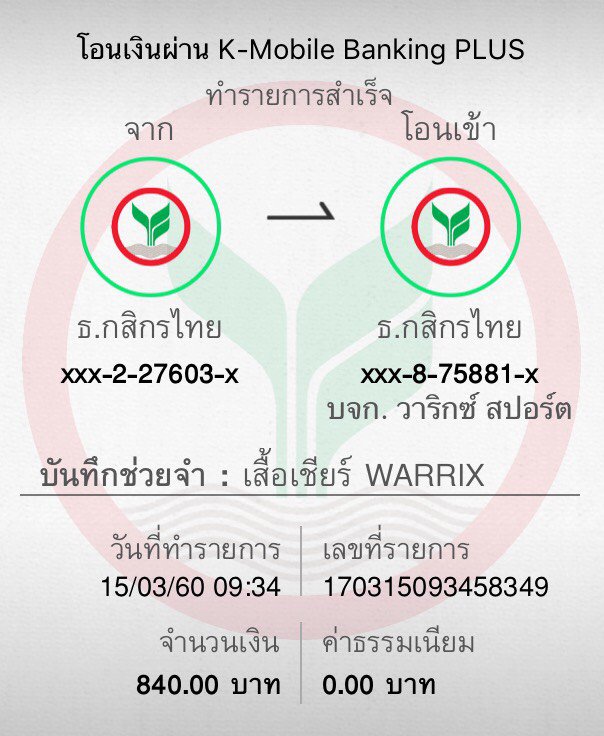 โอนเงินผ่าน K-Mobile Banking PLUS
ทำรายการสำเร็จ
จาก
โอนเข้า
ธ.กสิกรไทย
xxx-2-27603-x
ธ.กสิกรไทย
xxx-8-75881-x
บจก. วาริกซ์ สปอร์ต
บันทึกช่วยจำ : เสื้อเชียร์ WARRIX
วันที่ทำรายการ
15/03/60 09:34
เลขที่รายการ
170315093458349
จำนวนเงิน
840.00 บาท
ค่าธรรมเนียม
0.00 บาท